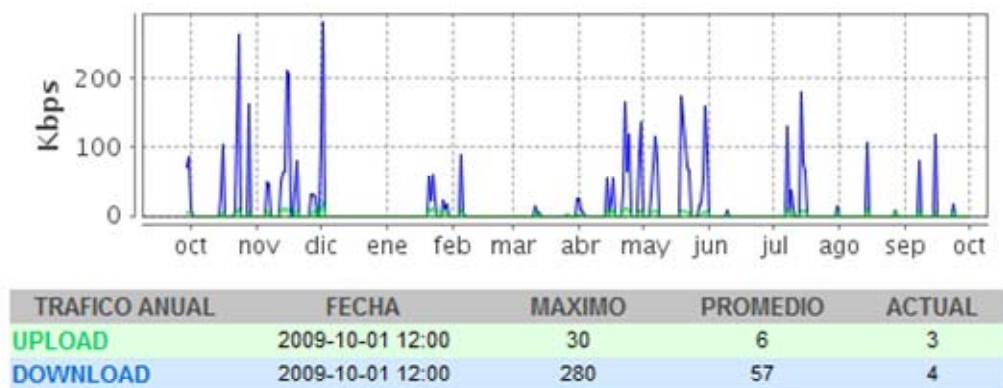 Kbps
200
100
0
oct nov dic ene feb mar abr may jun jul ago sep oct
TRAFICO ANUAL FECHA MAXIMO PROMEDIO ACTUAL
UPLOAD 2009-10-01 12:00 30 6 3
DOWNLOAD 2009-10-01 12:00 280 57 4